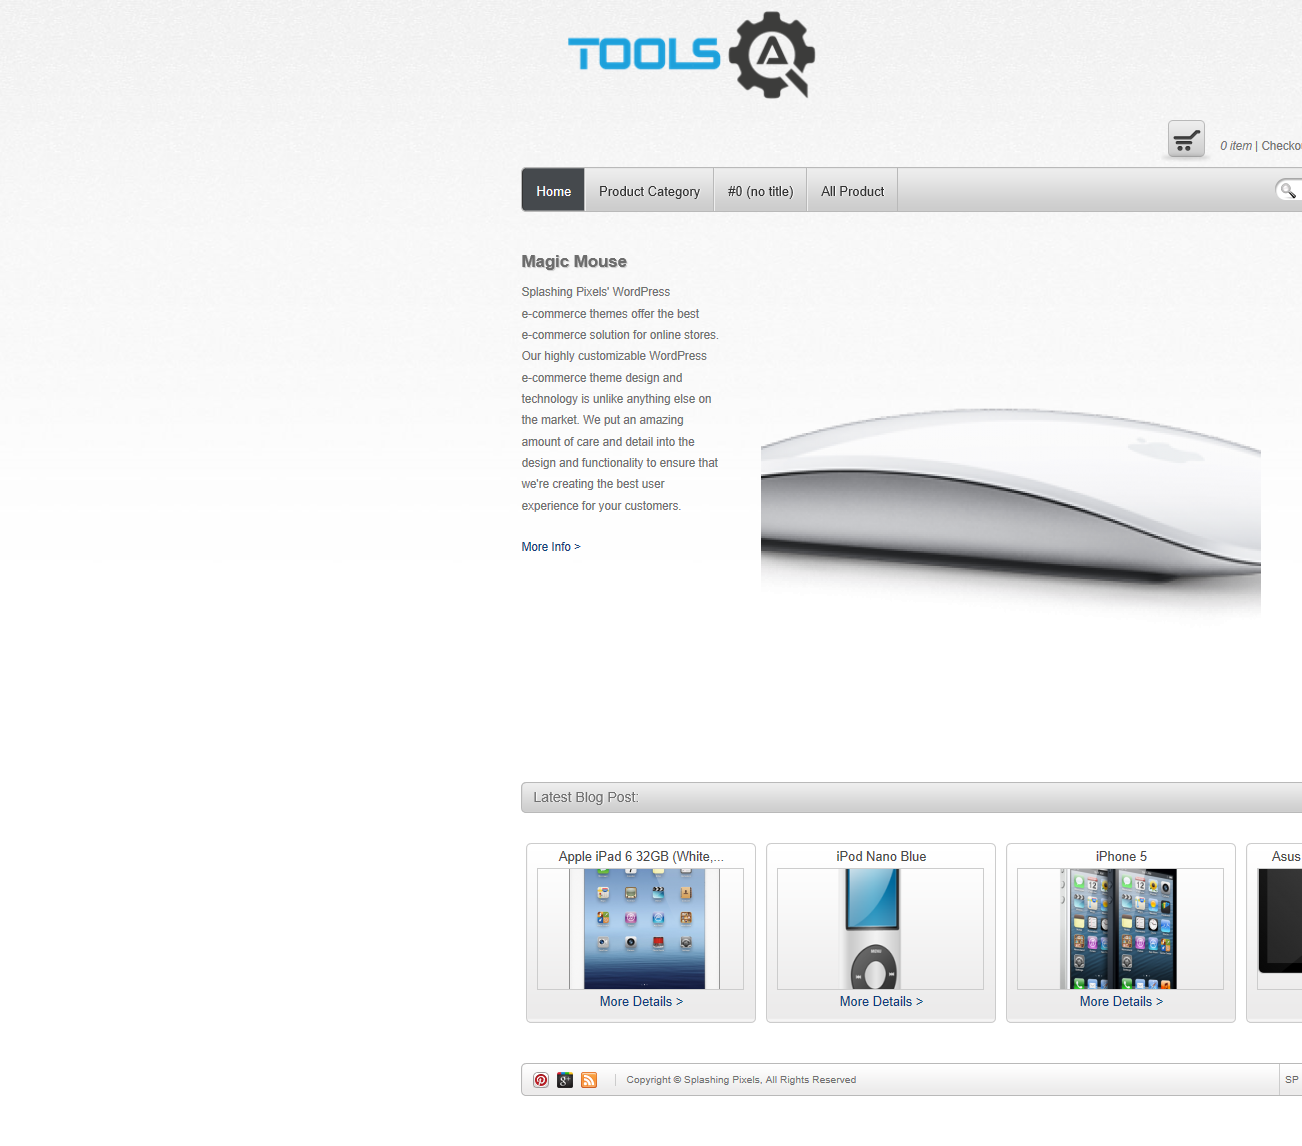 TOOLS QA
0 item | Checko
Home
Product Category
#0 (no title)
All Product
Magic Mouse
Splashing Pixels' WordPress
e-commerce themes offer the best
e-commerce solution for online stores.
Our highly customizable WordPress
e-commerce theme design and
technology is unlike anything else on
the market. We put an amazing
amount of care and detail into the
design and functionality to ensure that
we're creating the best user
experience for your customers.
More Info >
Latest Blog Post:
Apple iPad 6 32GB (White,...
iPod Nano Blue
iPhone 5
Asus
More Details >
More Details >
More Details >
Copyright © Splashing Pixels, All Rights Reserved
SP